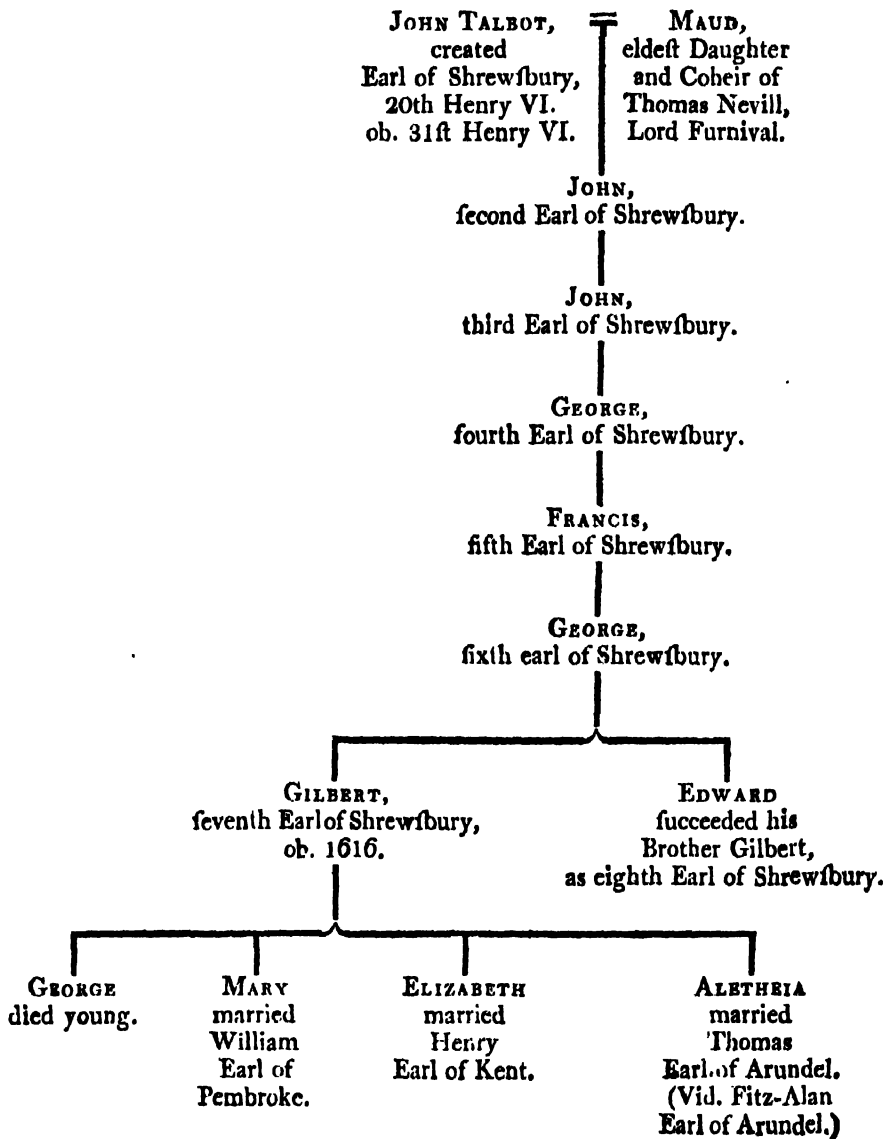 JOHN TALBOT,
created
Earl of Shrewſbury,
20th Henry VI.
ob. 31ſt Henry VI.
MAUD,
eldeſt Daughter
and Coheir of
Thomas Nevill,
Lord Furnival.
JOHN,
ſecond Earl of Shrewſbury.
JOHN,
third Earl of Shrewſbury.
GEORGE,
fourth Earl of Shrewſbury.
FRANCIS,
fifth Earl of Shrewſbury.
GEORGE,
ſixth earl of Shrewſbury.
GILBERT,
ſeventh Earl of Shrewſbury,
ob. 1616.
EDWARD
ſucceeded his
Brother Gilbert,
as eighth Earl of Shrewſbury.
GEORGE
died young.
MARY
married
William
Earl of
Pembroke.
ELIZABETH
married
Henry
Earl of Kent.
ALETHEIA
married
Thomas
Earl of Arundel.
(Vid. Fitz-Alan
Earl of Arundel.)